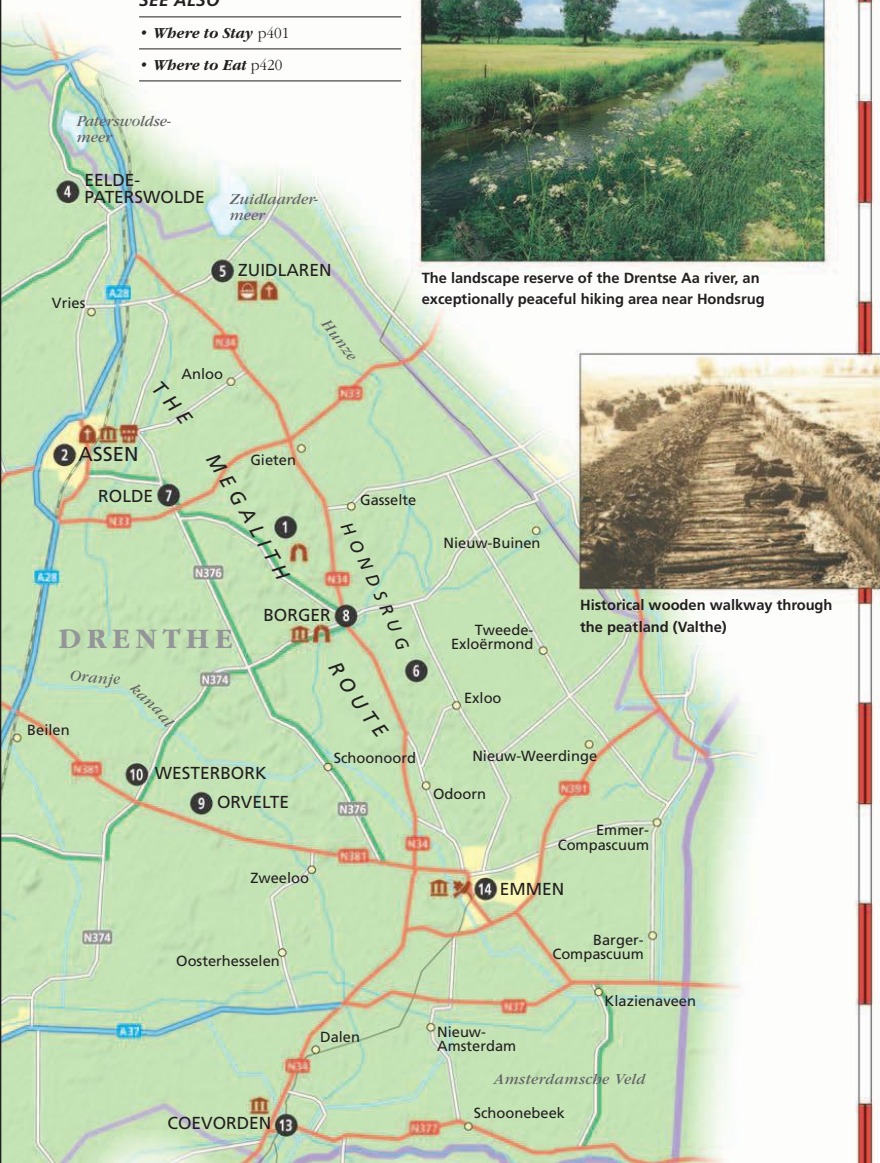 SEE ALSO
• Where to Stay p401
• Where to Eat p420
The landscape reserve of the Drentse Aa river, an
exceptionally peaceful hiking area near Hondsrug
Historical wooden walkway through
the peatland (Valthe)
Paterswoldse-
meer
4 EELDE-
PATERSWOLDE
Zuidlaarder-
meer
5 ZUIDLAREN
A28
Vries
Hunze
N34
Anloo
N33
THE
MEGALITH
ROUTE
2 ASSEN
Gieten
ROLDE 7
Gasselte
N33
1
HONDSRUG
Nieuw-Buinen
A28
N376
N34
BORGER 8
DRENTHE
Tweede-
Exloërmond
6
N374
Oranje kanaal
Exloo
Beilen
Nieuw-Weerdinge
Schoonoord
N381
10 WESTERBORK
9 ORVELTE
Odoorn
N391
N376
Emmer-
Compascuum
N34
N381
Zweeloo
14 EMMEN
N374
Barger-
Compascuum
Oosterhesselen
Klazienaveen
N37
A37
Nieuw-
Amsterdam
Dalen
N34
Amsterdamsche Veld
Schoonebeek
COEVORDEN 13
N377